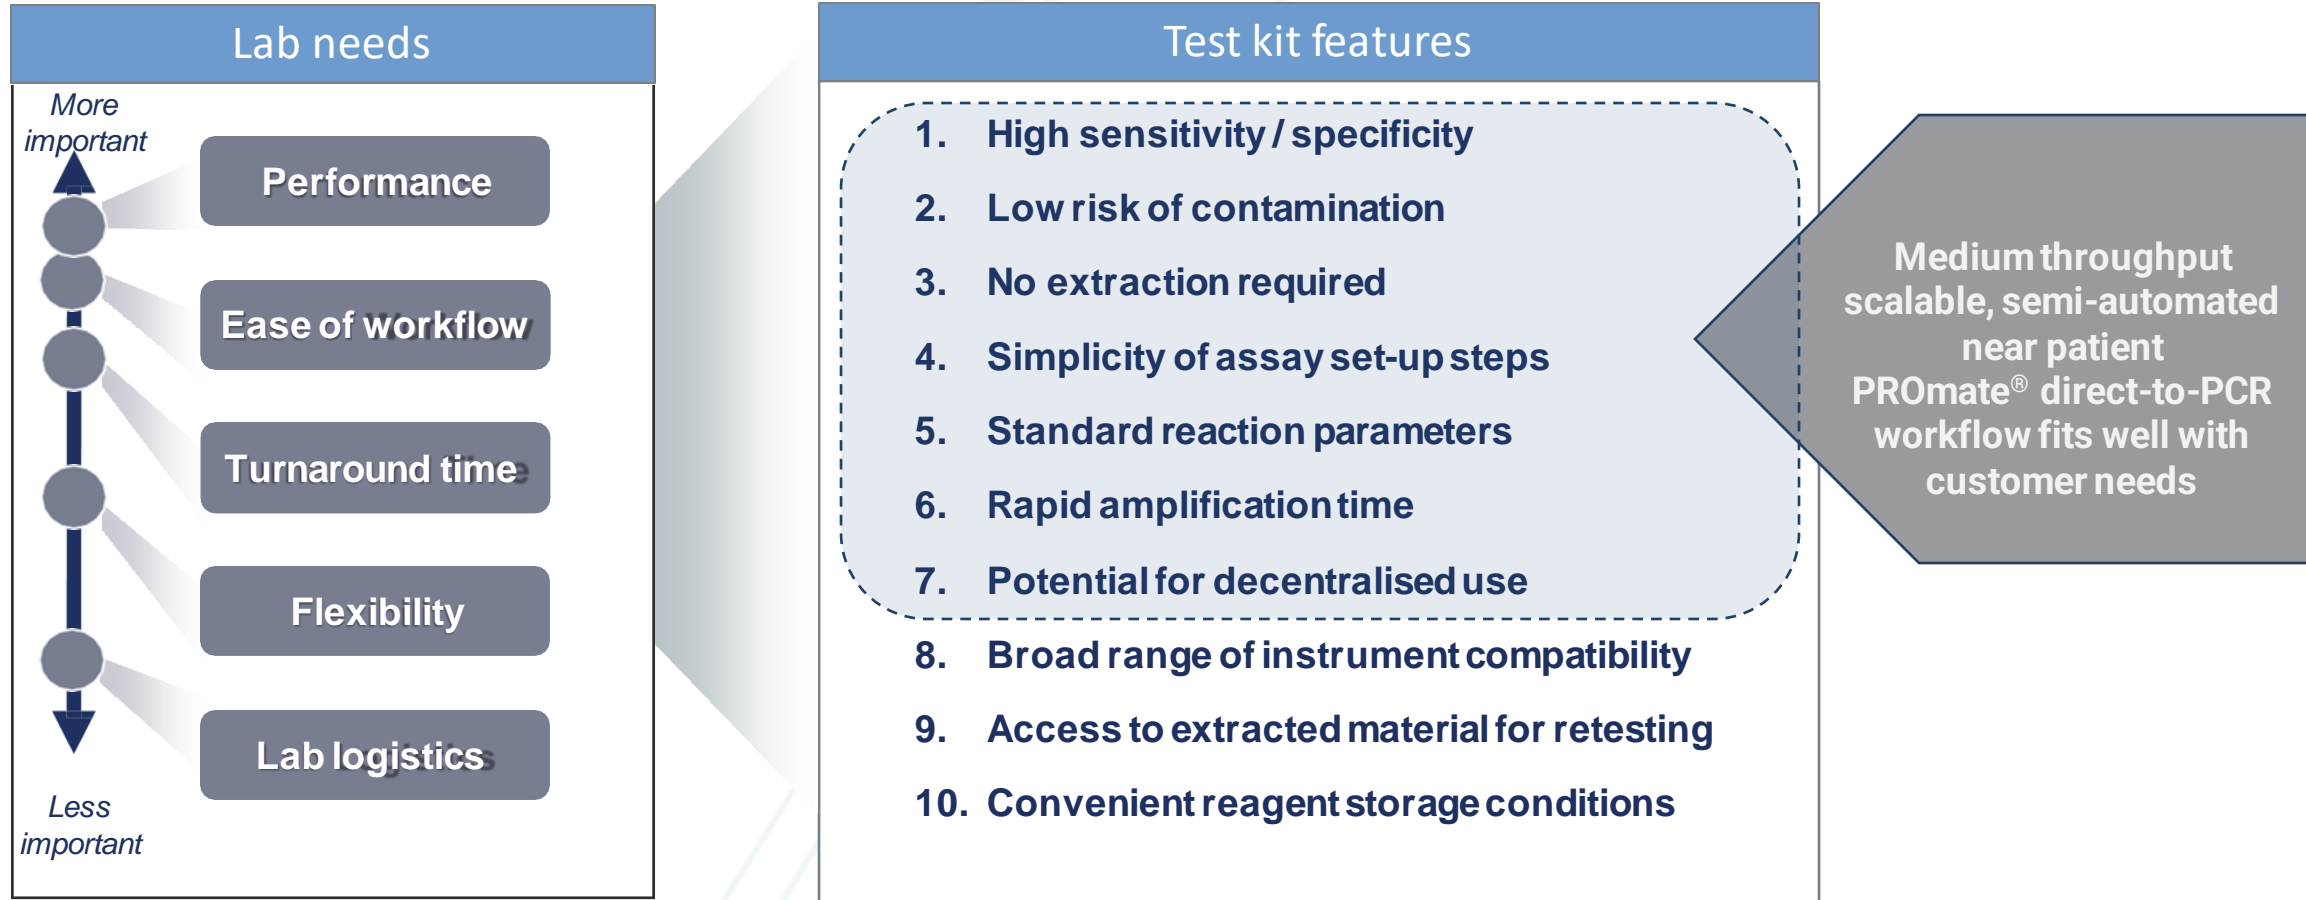 Lab needs
More
important
Performance
Ease of workflow
Turnaround time
Flexibility
Lab logistics
Less
important
Test kit features
1. High sensitivity / specificity
2. Low risk of contamination
3. No extraction required
4. Simplicity of assay set-up steps
5. Standard reaction parameters
6. Rapid amplification time
7. Potential for decentralised use
8. Broad range of instrument compatibility
9. Access to extracted material for retesting
10. Convenient reagent storage conditions
Medium throughput
scalable, semi-automated
near patient
PROmate® direct-to-PCR
workflow fits well with
customer needs